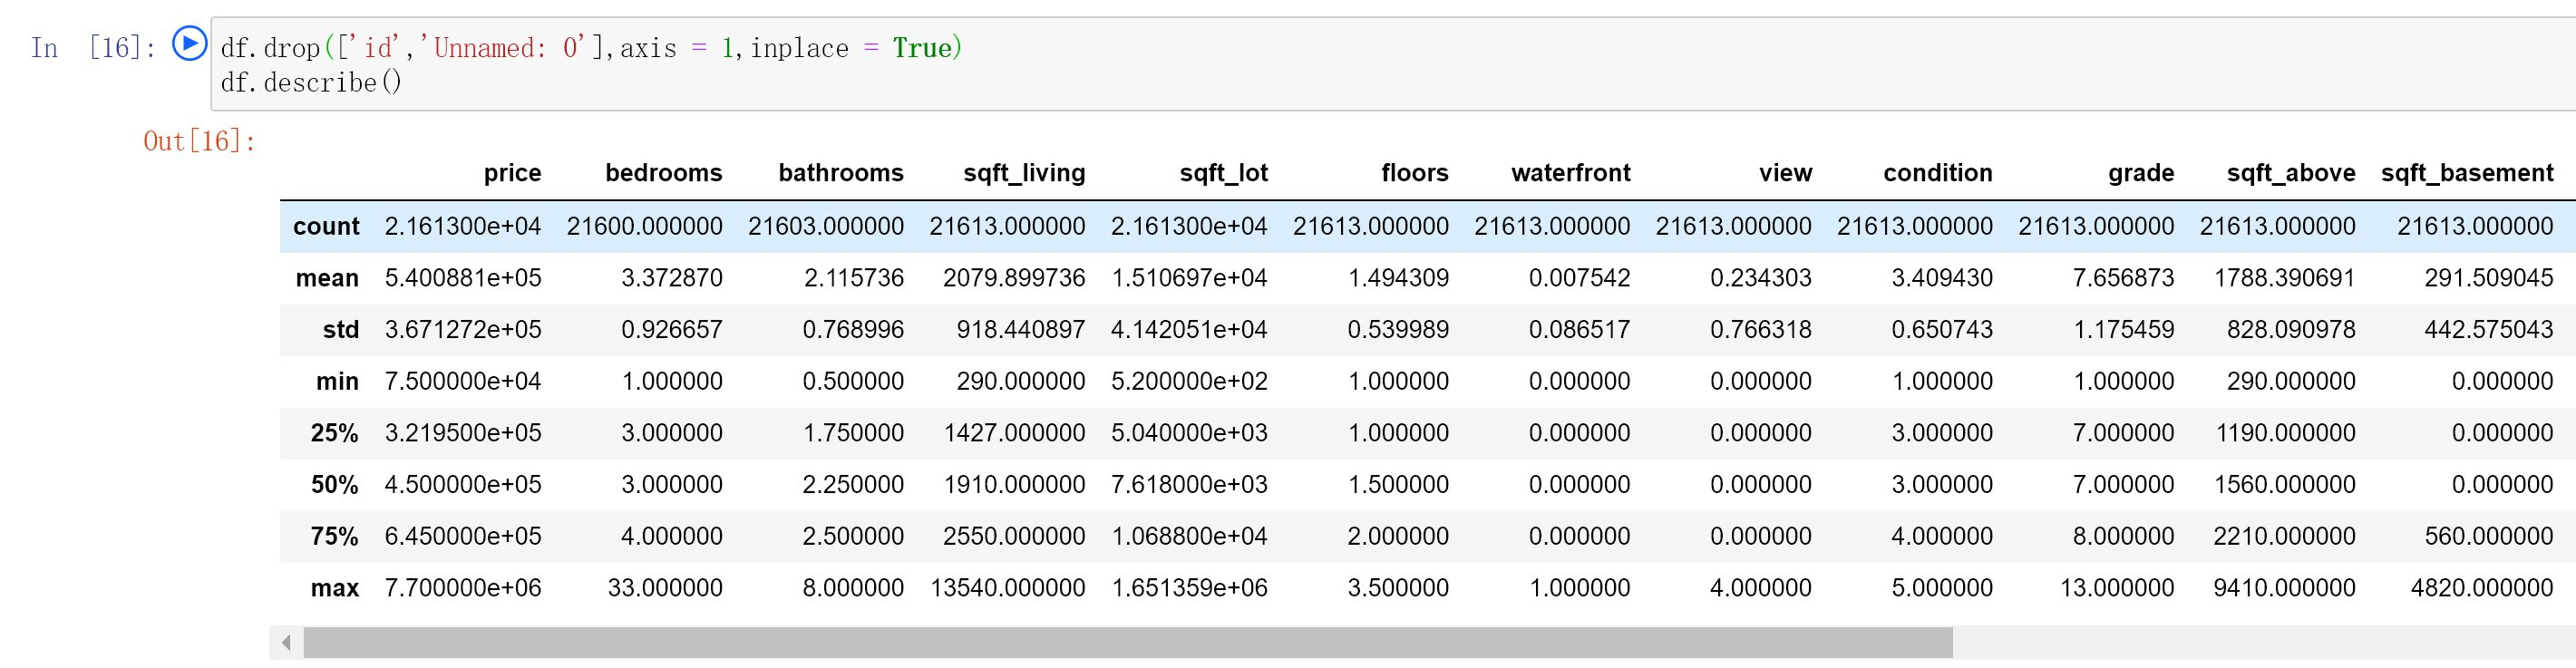 In [16]: df.drop(['id','Unnamed: 0'],axis = 1,inplace = True)
df.describe()
Out[16]:
price bedrooms bathrooms sqft_living sqft_lot floors waterfront view condition grade sqft_above sqft_basement
count 2.161300e+04 21600.000000 21603.000000 21613.000000 2.161300e+04 21613.000000 21613.000000 21613.000000 21613.000000 21613.000000 21613.000000 21613.000000
mean 5.400881e+05 3.372870 2.115736 2079.899736 1.510697e+04 1.494309 0.007542 0.234303 3.409430 7.656873 1788.390691 291.509045
std 3.671272e+05 0.926657 0.768996 918.440897 4.142051e+04 0.539989 0.086517 0.766318 0.650743 1.175459 828.090978 442.575043
min 7.500000e+04 1.000000 0.500000 290.000000 5.200000e+02 1.000000 0.000000 0.000000 1.000000 1.000000 290.000000 0.000000
25% 3.219500e+05 3.000000 1.750000 1427.000000 5.040000e+03 1.000000 0.000000 0.000000 3.000000 7.000000 1190.000000 0.000000
50% 4.500000e+05 3.000000 2.250000 1910.000000 7.618000e+03 1.500000 0.000000 0.000000 3.000000 7.000000 1560.000000 0.000000
75% 6.450000e+05 4.000000 2.500000 2550.000000 1.068800e+04 2.000000 0.000000 0.000000 4.000000 8.000000 2210.000000 560.000000
max 7.700000e+06 33.000000 8.000000 13540.000000 1.651359e+06 3.500000 1.000000 4.000000 5.000000 13.000000 9410.000000 4820.000000